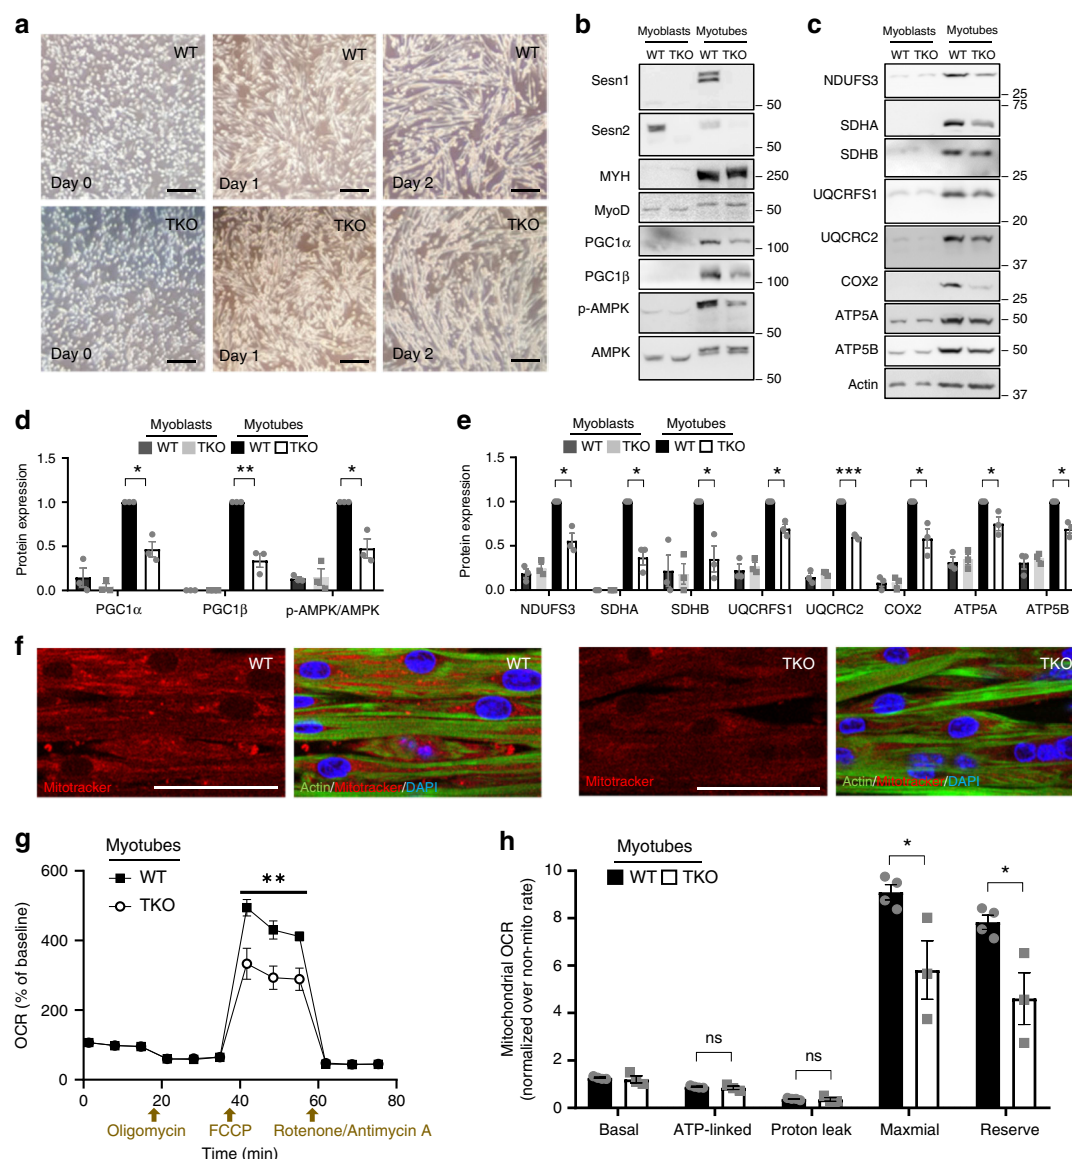 a
WT
Day 0
Day 1
WT
Day 2
WT
TKO
Day 0
TKO
Day 1
TKO
Day 2
b
Myoblasts Myotubes
WT TKO WT TKO
Sesn1
50
Sesn2
50
MYH
250
MyoD
50
PGC1α
100
PGC1β
100
p-AMPK
50
AMPK
50
c
Myoblasts Myotubes
WT TKO WT TKO
NDUFS3
25
75
SDHA
SDHB
25
UQCRFS1
20
UQCRC2
37
COX2
25
ATP5A
50
ATP5B
50
Actin
37
d
Myoblasts Myotubes
WT TKO WT TKO
Protein expression
1.5
1.0
0.5
0.0
* ** *
PGC1α PGC1β p-AMPK/AMPK
e
Myoblasts Myotubes
WT TKO WT TKO
Protein expression
1.5
1.0
0.5
0.0
* * * * *** * * *
NDUFS3 SDHA SDHB UQCRFS1 UQCRC2 COX2 ATP5A ATP5B
f
WT
Mitotracker
WT
Actin/Mitotracker/DAPI
TKO
Mitotracker
TKO
Actin/Mitotracker/DAPI
g
Myotubes
WT
TKO
OCR (% of baseline)
600
400
200
0
**
0 20 40 60 80
Oligomycin FCCP Rotenone/Antimycin A
Time (min)
h
Myotubes
WT TKO
Mitochondrial OCR
(normalized over non-mito rate)
10
8
6
4
2
0
ns ns * *
Basal ATP-linked Proton leak Maxmial Reserve